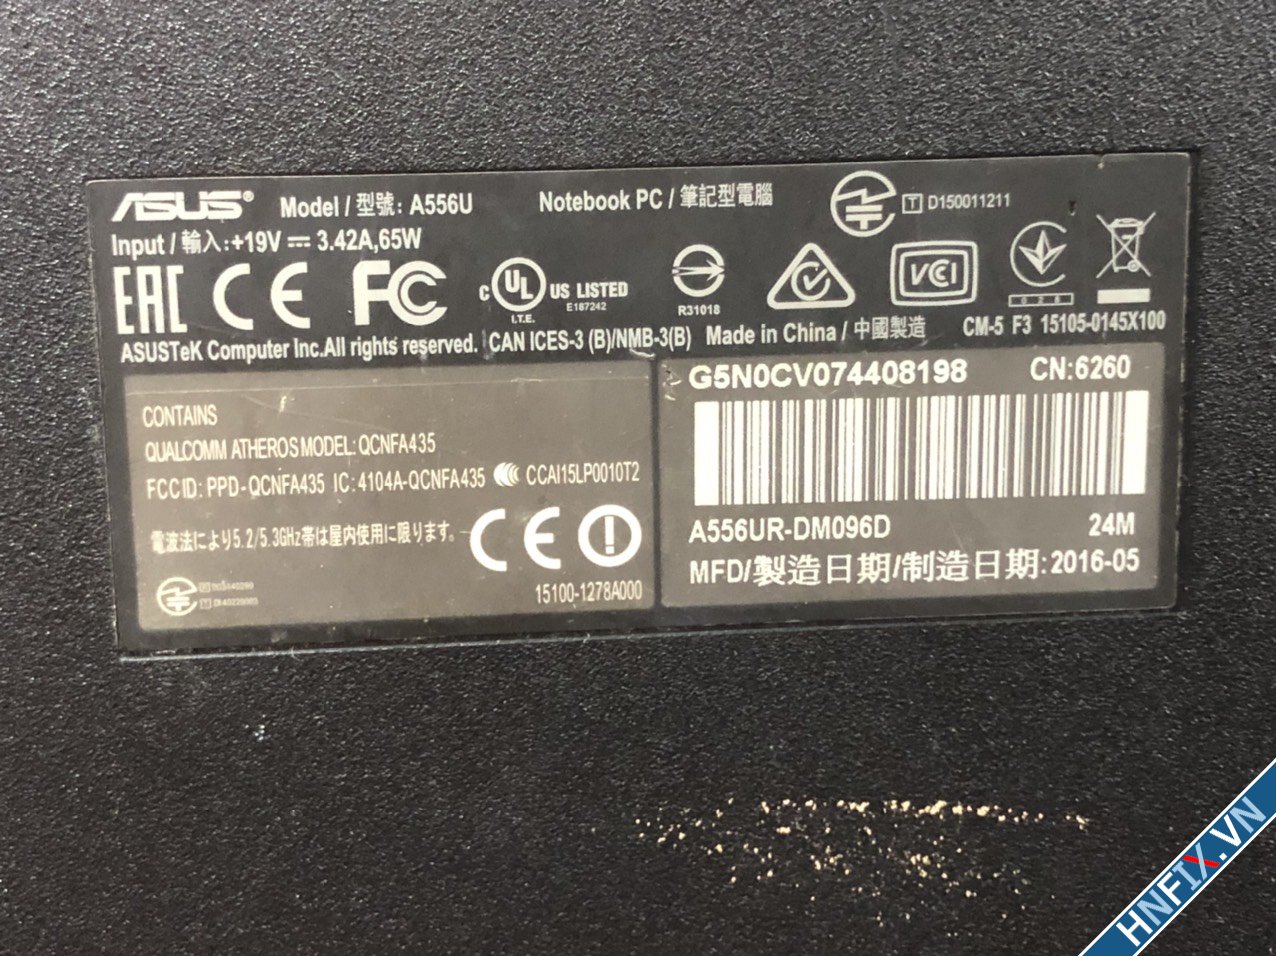 ASUS® Model / 型號: A556U Notebook PC / 筆記型電腦 T D150011211
Input / 輸入:+19V ⎓ 3.42A,65W
EAC CE FC c UL US LISTED VCI
I.T.E. E187242 R31018 028
ASUSTeK Computer Inc.All rights reserved. CAN ICES-3 (B)/NMB-3(B) Made in China / 中國製造 CM-5 F3 15105-0145X100
CONTAINS
QUALCOMM ATHEROS MODEL: QCNFA435
FCC ID: PPD-QCNFA435 IC: 4104A-QCNFA435 CCAI15LP0010T2
電波法により5.2/5.3GHz帯は屋内使用に限ります。 CE
15100-1278A000
G5N0CV074408198 CN:6260
A556UR-DM096D 24M
MFD/製造日期/制造日期:2016-05
HNFIX.VN